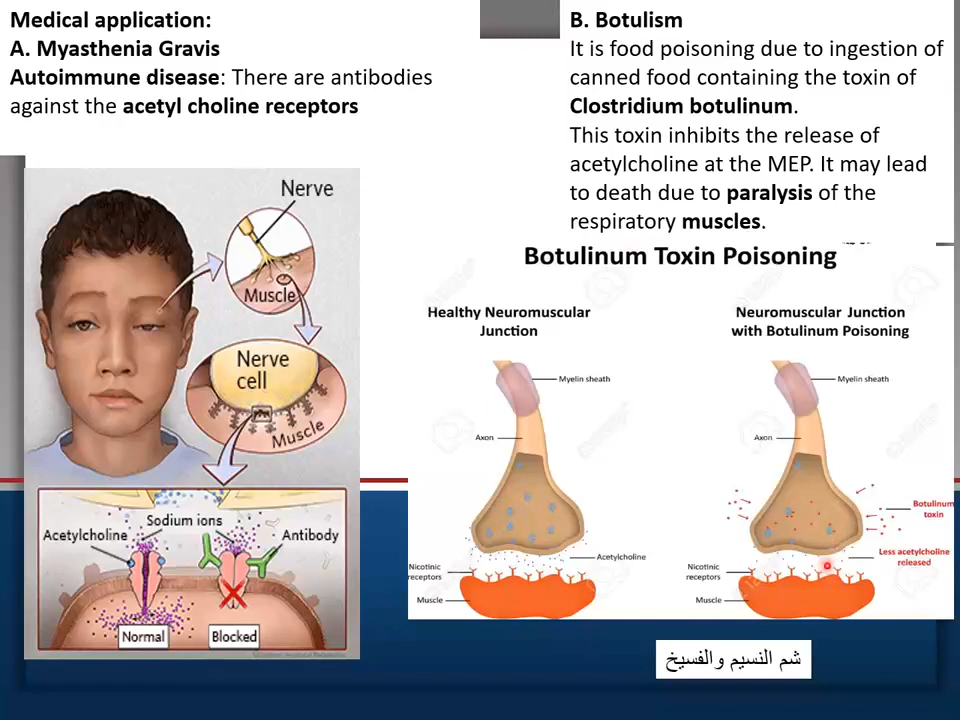 Medical application:
A. Myasthenia Gravis
Autoimmune disease: There are antibodies
against the acetyl choline receptors
Nerve
Muscle
Nerve
cell
Muscle
Sodium ions
Acetylcholine
Antibody
Normal
Blocked
B. Botulism
It is food poisoning due to ingestion of
canned food containing the toxin of
Clostridium botulinum.
This toxin inhibits the release of
acetylcholine at the MEP. It may lead
to death due to paralysis of the
respiratory muscles.
Botulinum Toxin Poisoning
Healthy Neuromuscular
Junction
Myelin sheath
Axon
Acetylcholine
Nicotinic
receptors
Muscle
Neuromuscular Junction
with Botulinum Poisoning
Myelin sheath
Axon
Botulinum
toxin
Less acetylcholine
released
Nicotinic
receptors
Muscle
شم النسيم والفسيخ